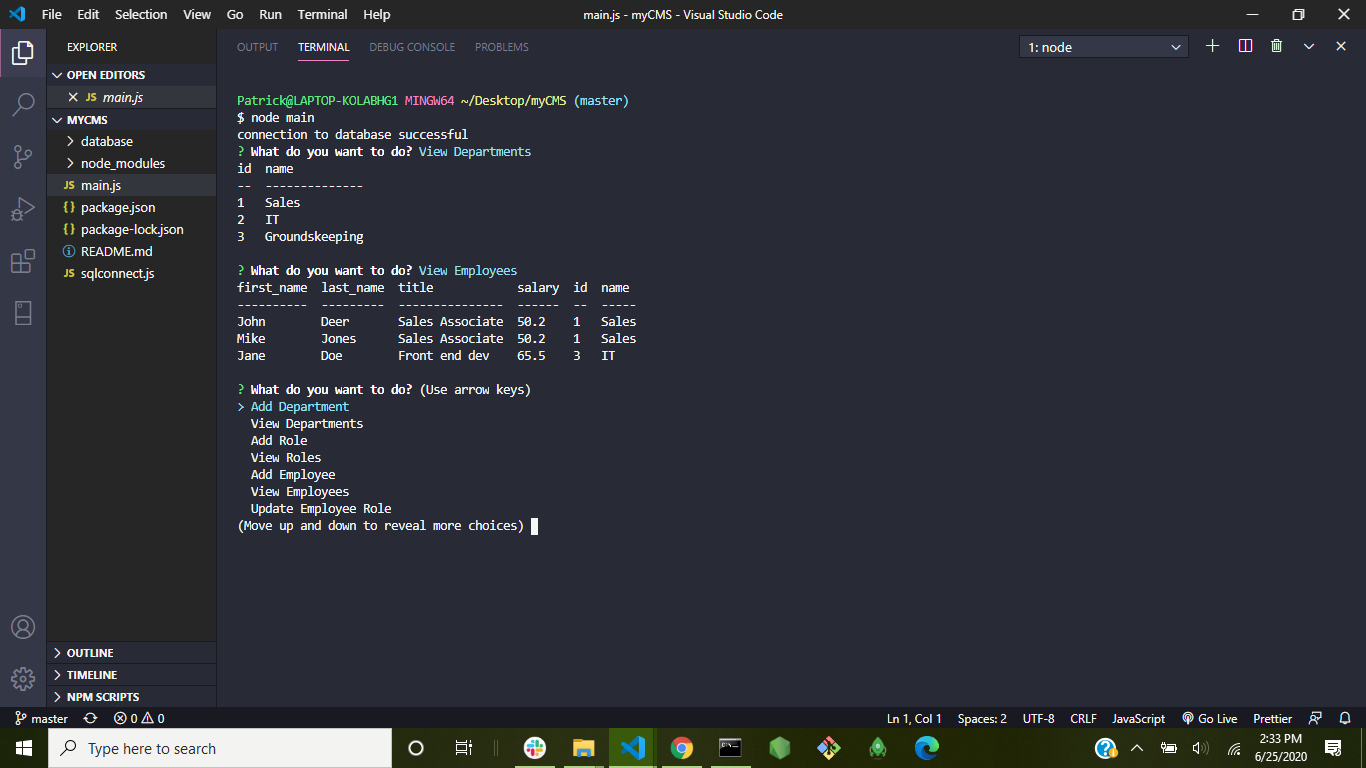 File Edit Selection View Go Run Terminal Help main.js - myCMS - Visual Studio Code
EXPLORER
OPEN EDITORS
JS main.js
MYCMS
database
node_modules
JS main.js
{ } package.json
{ } package-lock.json
README.md
JS sqlconnect.js
OUTLINE
TIMELINE
NPM SCRIPTS
OUTPUT TERMINAL DEBUG CONSOLE PROBLEMS 1: node
Patrick@LAPTOP-KOLABHG1 MINGW64 ~/Desktop/myCMS (master)
$ node main
connection to database successful
? What do you want to do? View Departments
id  name
--  --------------
1   Sales
2   IT
3   Groundskeeping
? What do you want to do? View Employees
first_name  last_name  title            salary  id  name
----------  ---------  ---------------  ------  --  -----
John        Deer       Sales Associate  50.2    1   Sales
Mike        Jones      Sales Associate  50.2    1   Sales
Jane        Doe        Front end dev    65.5    3   IT
? What do you want to do? (Use arrow keys)
> Add Department
View Departments
Add Role
View Roles
Add Employee
View Employees
Update Employee Role
(Move up and down to reveal more choices)
master 0 0 Ln 1, Col 1 Spaces: 2 UTF-8 CRLF JavaScript Go Live Prettier
Type here to search
2:33 PM
6/25/2020